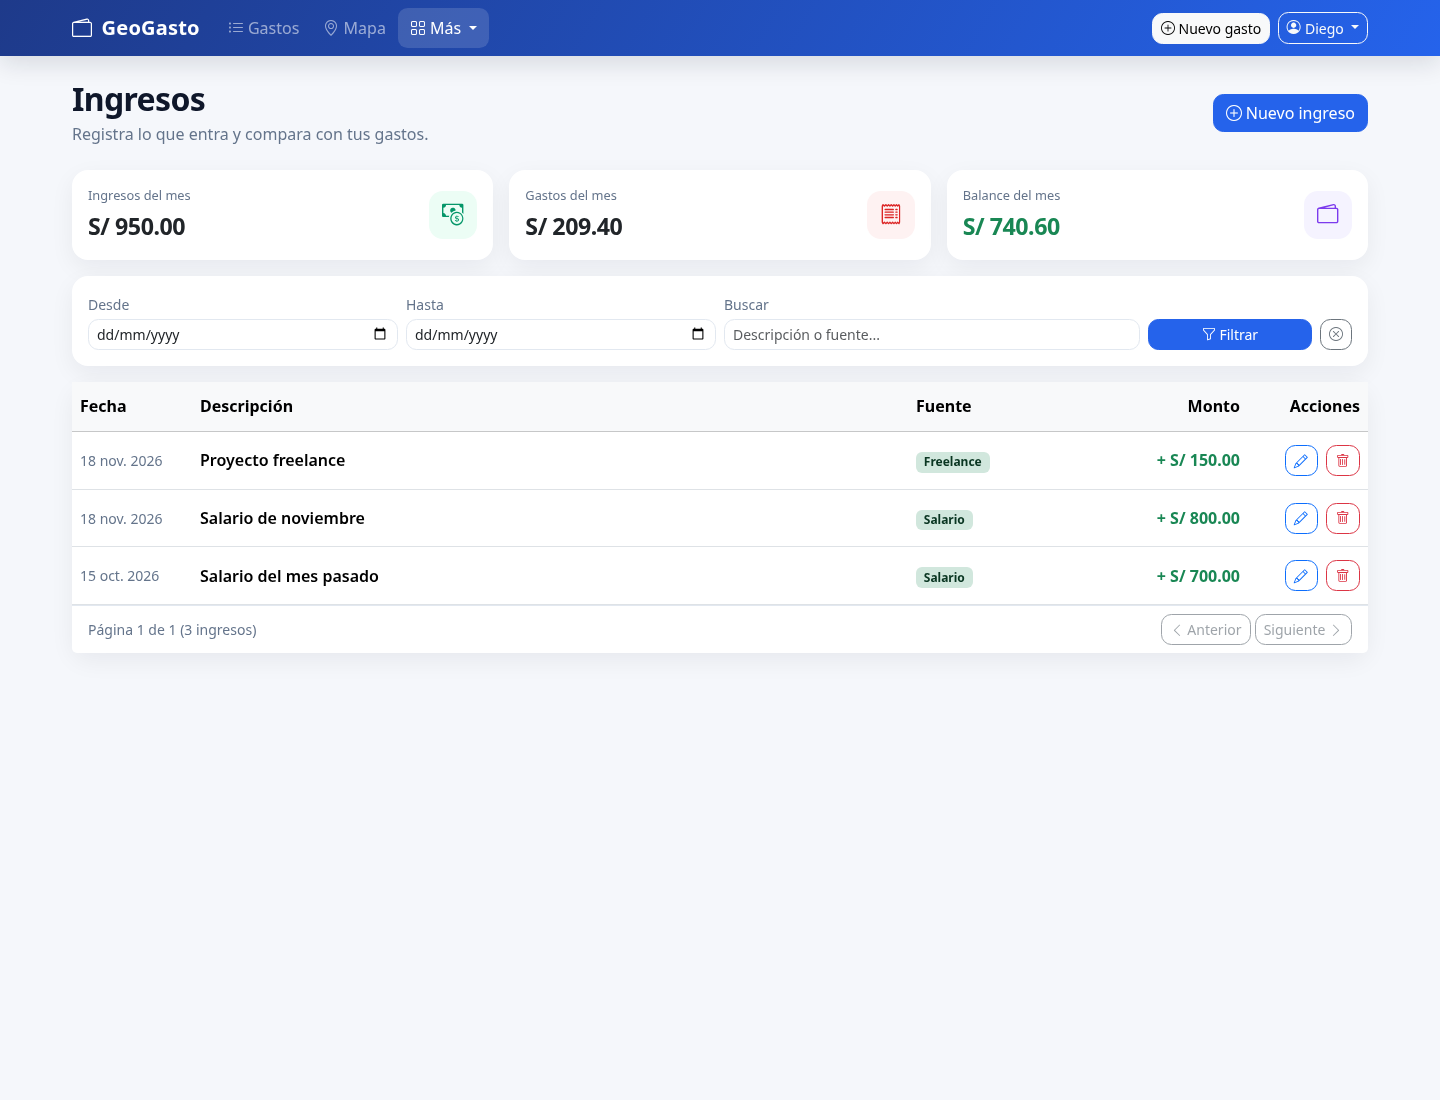 GeoGasto Gastos Mapa Más Nuevo gasto Diego
Ingresos
Registra lo que entra y compara con tus gastos.
Nuevo ingreso
Ingresos del mes
S/ 950.00
Gastos del mes
S/ 209.40
Balance del mes
S/ 740.60
Desde Hasta Buscar
dd/mm/yyyy dd/mm/yyyy Descripción o fuente... Filtrar
Fecha Descripción Fuente Monto Acciones
18 nov. 2026 Proyecto freelance Freelance + S/ 150.00
18 nov. 2026 Salario de noviembre Salario + S/ 800.00
15 oct. 2026 Salario del mes pasado Salario + S/ 700.00
Página 1 de 1 (3 ingresos) Anterior Siguiente